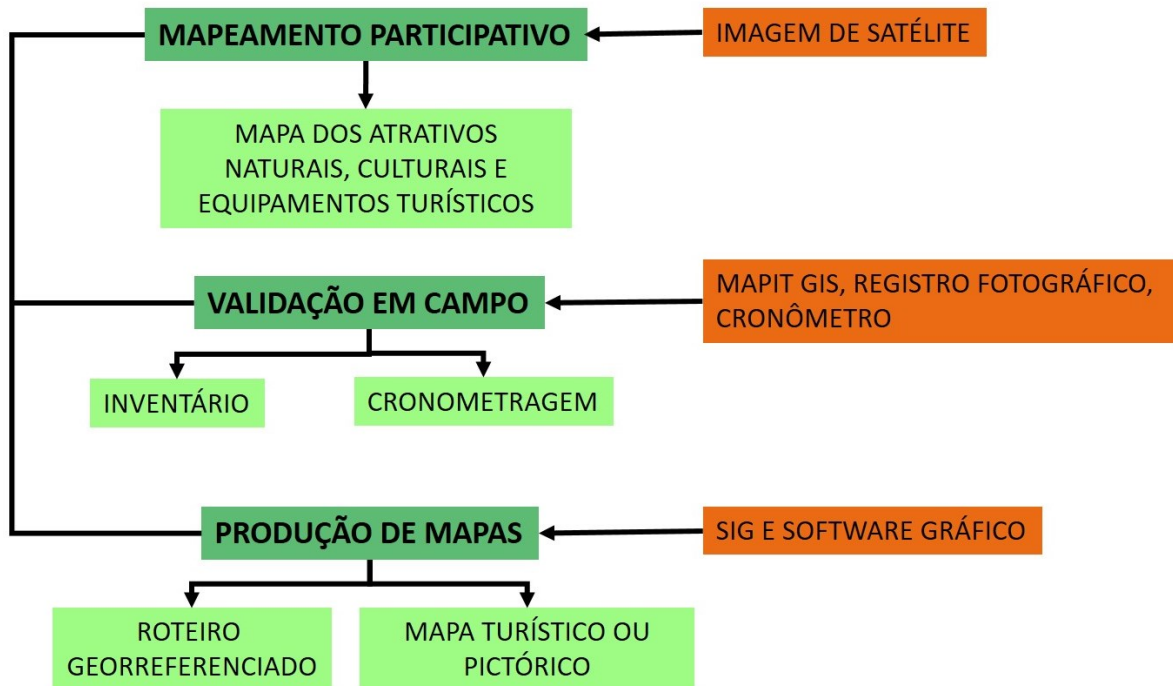 MAPEAMENTO PARTICIPATIVO
IMAGEM DE SATÉLITE
MAPA DOS ATRATIVOS
NATURAIS, CULTURAIS E
EQUIPAMENTOS TURÍSTICOS
VALIDAÇÃO EM CAMPO
MAPIT GIS, REGISTRO FOTOGRÁFICO,
CRONÔMETRO
INVENTÁRIO
CRONOMETRAGEM
PRODUÇÃO DE MAPAS
SIG E SOFTWARE GRÁFICO
ROTEIRO
GEORREFERENCIADO
MAPA TURÍSTICO OU
PICTÓRICO